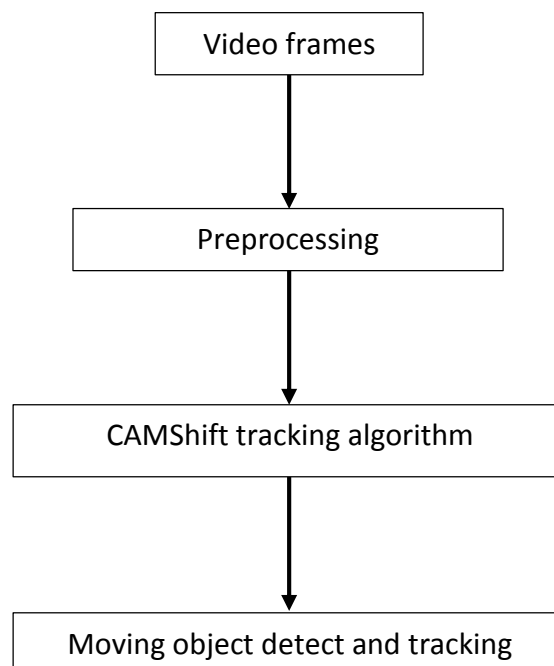 Video frames
Preprocessing
CAMShift tracking algorithm
Moving object detect and tracking